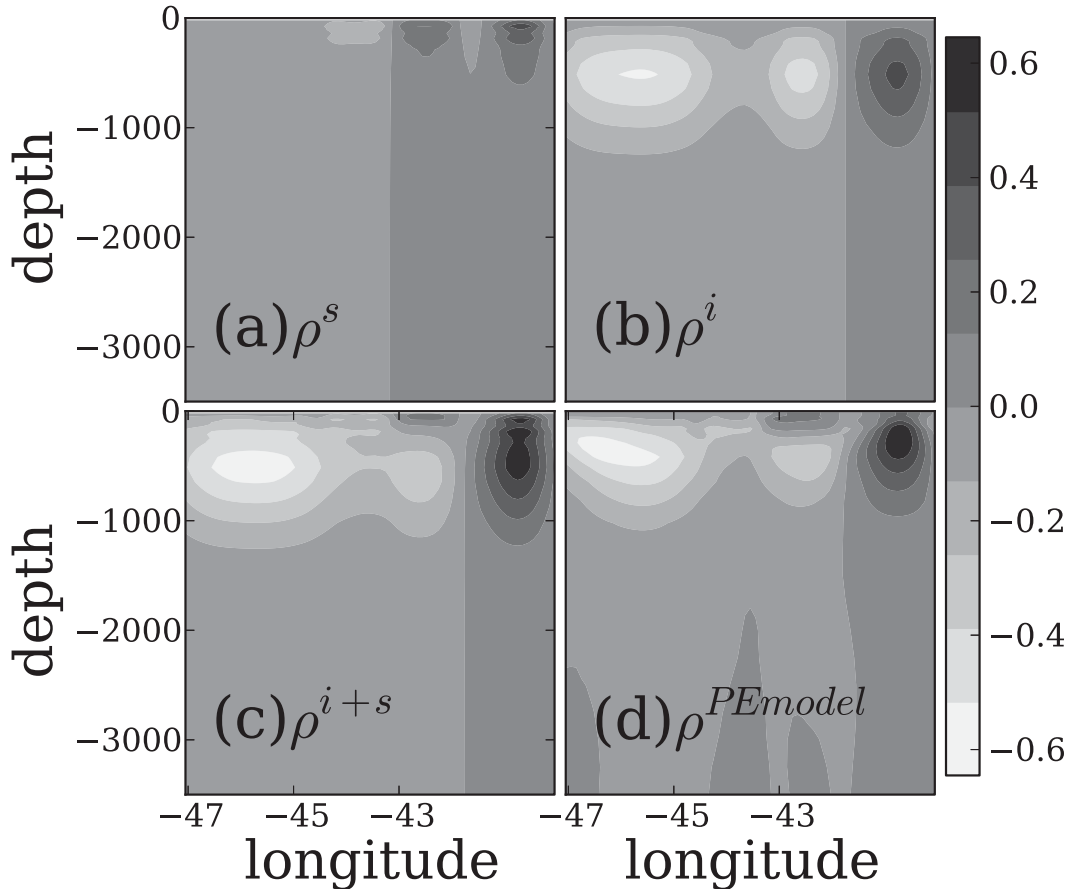 0
−1000
−2000
−3000
depth
(a)ρ^s
(b)ρ^i
0.6
0.4
0.2
0.0
−0.2
−0.4
−0.6
0
−1000
−2000
−3000
depth
(c)ρ^{i+s}
(d)ρ^{PEmodel}
−47
−45
−43
−47
−45
−43
longitude
longitude